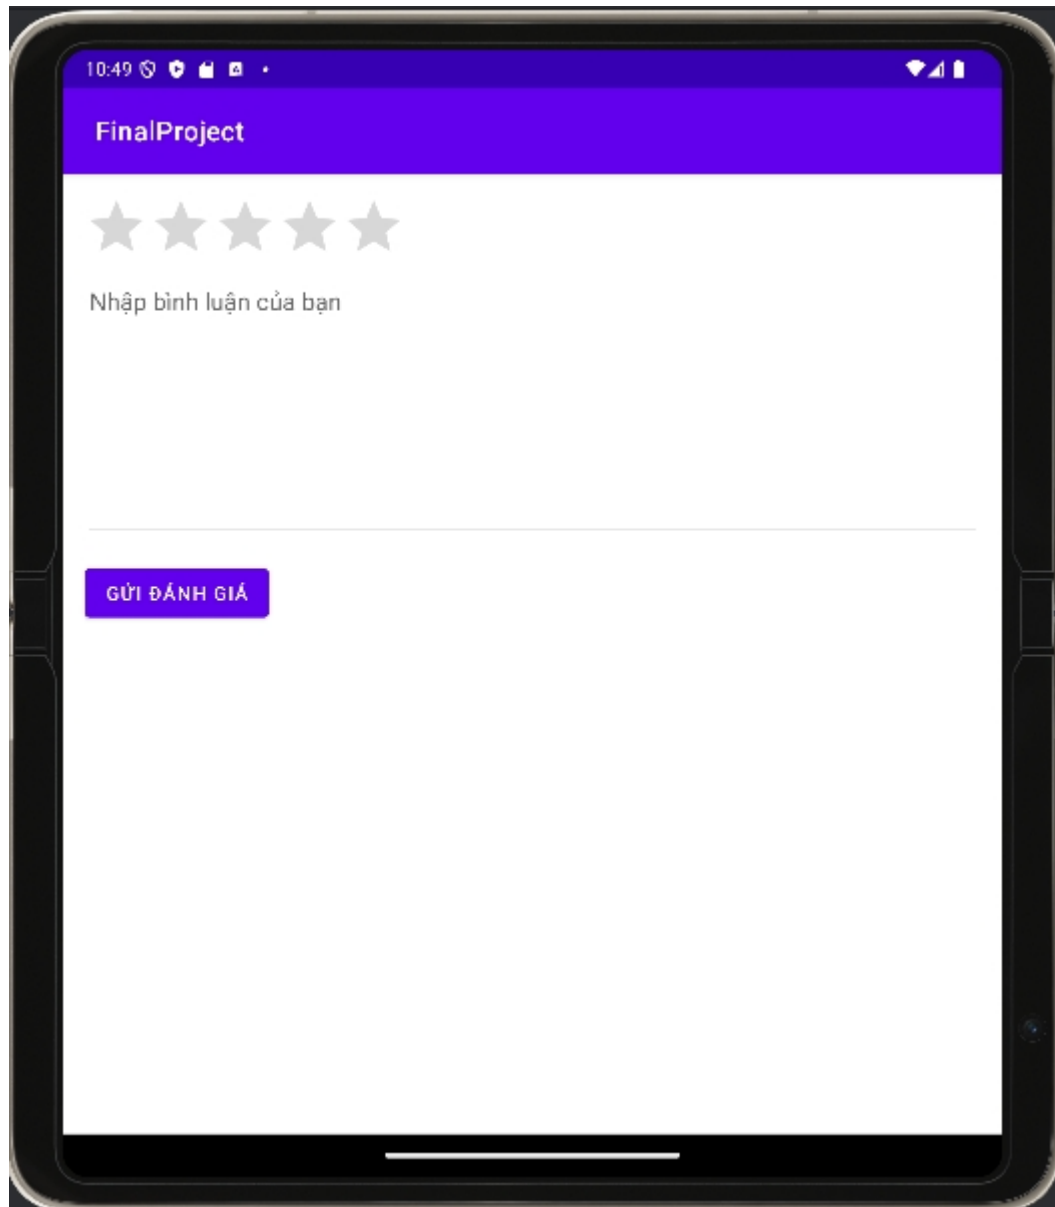 10:49
FinalProject
Nhập bình luận của bạn
GỬI ĐÁNH GIÁ